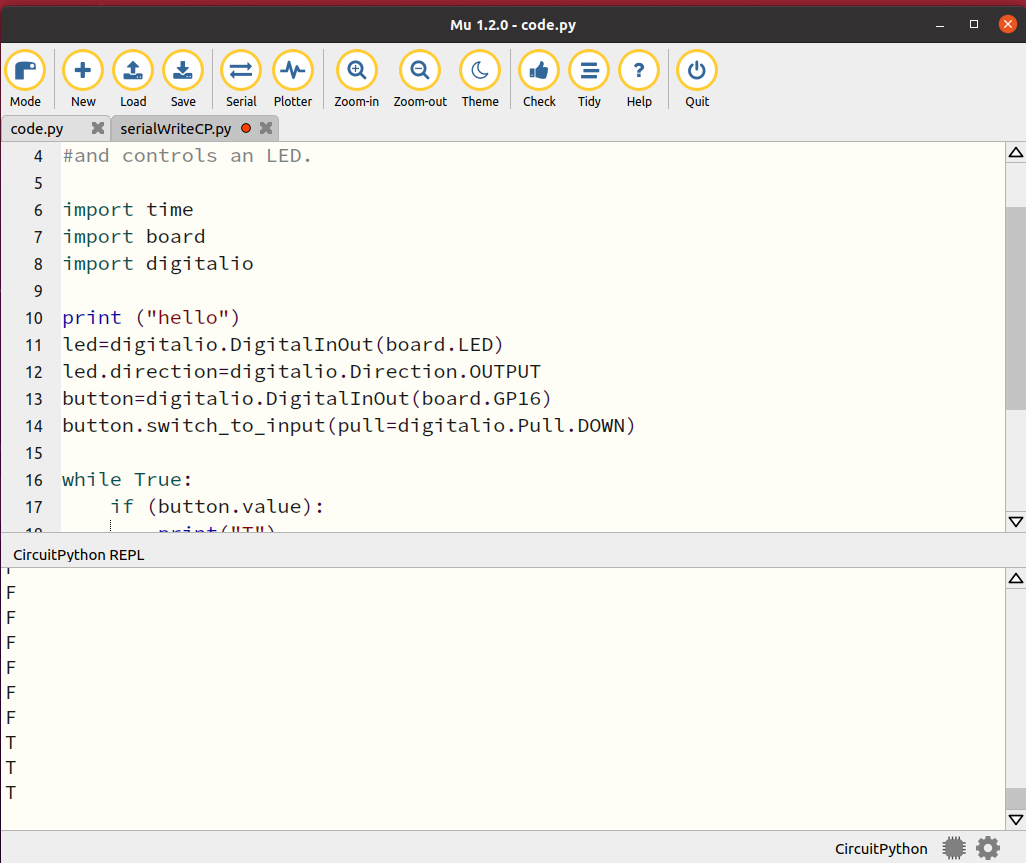 Mu 1.2.0 - code.py
Mode New Load Save Serial Plotter Zoom-in Zoom-out Theme Check Tidy Help Quit
code.py serialWriteCP.py
4 #and controls an LED.
5
6 import time
7 import board
8 import digitalio
9
10 print ("hello")
11 led=digitalio.DigitalInOut(board.LED)
12 led.direction=digitalio.Direction.OUTPUT
13 button=digitalio.DigitalInOut(board.GP16)
14 button.switch_to_input(pull=digitalio.Pull.DOWN)
15
16 while True:
17     if (button.value):
18         print("T")
CircuitPython REPL
F
F
F
F
F
F
T
T
T
CircuitPython